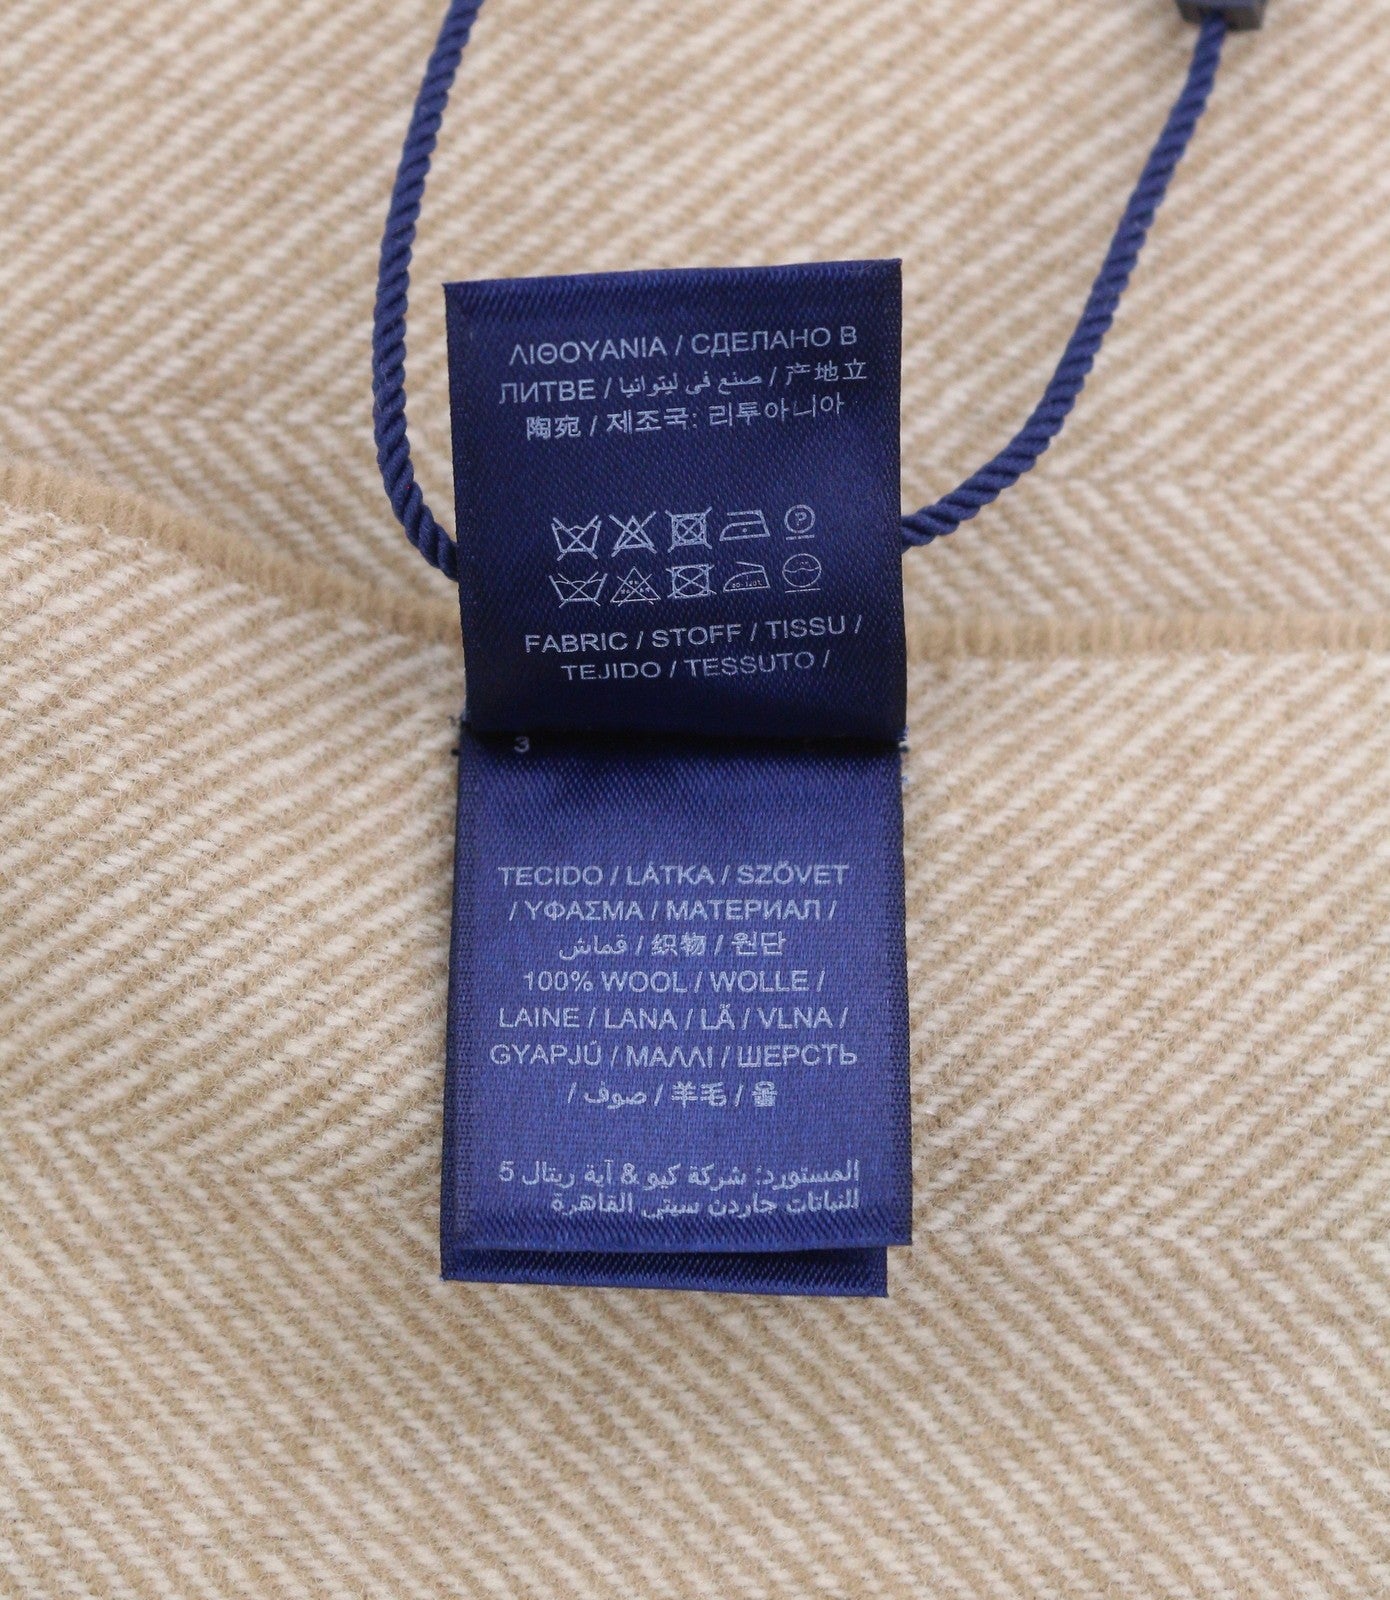 ΛΙΘΟΥΑΝΙΑ / СДЕЛАНО В
ЛИТВЕ / صنع في ليتوانيا / 产地立
陶宛 / 제조국: 리투아니아
P
FABRIC / STOFF / TISSU /
TEJIDO / TESSUTO /
3
TECIDO / LÁTKA / SZÖVET
/ ΥΦΑΣΜΑ / МАТЕРИАЛ /
قماش / 织物 / 원단
100% WOOL / WOLLE /
LAINE / LANA / LÃ / VLNA /
GYAPJÚ / ΜΑΛΛΙ / ШЕРСТЬ
/ صوف / 羊毛 / 울
المستورد: شركة كيو & آية ريتال 5
للنباتات جاردن سيتي القاهرة